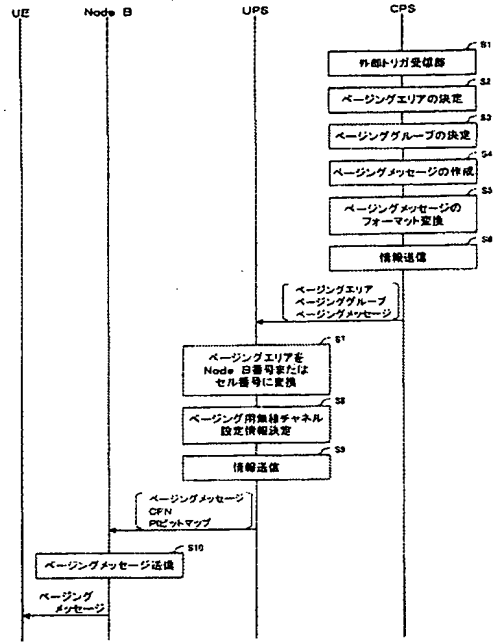 UE Node B UPS CPS
S1
外部トリガ受信部
S2
ページングエリアの決定
S3
ページンググループの決定
S4
ページングメッセージの作成
S5
ページングメッセージの
フォーマット変換
S6
情報送信
ページングエリア
ページンググループ
ページングメッセージ
S7
ページングエリアを
Node B番号または
セル番号に変換
S8
ページング用無線チャネル
設定情報決定
S9
情報送信
ページングメッセージ
CFN
PIビットマップ
S10
ページングメッセージ送信
ページング
メッセージ